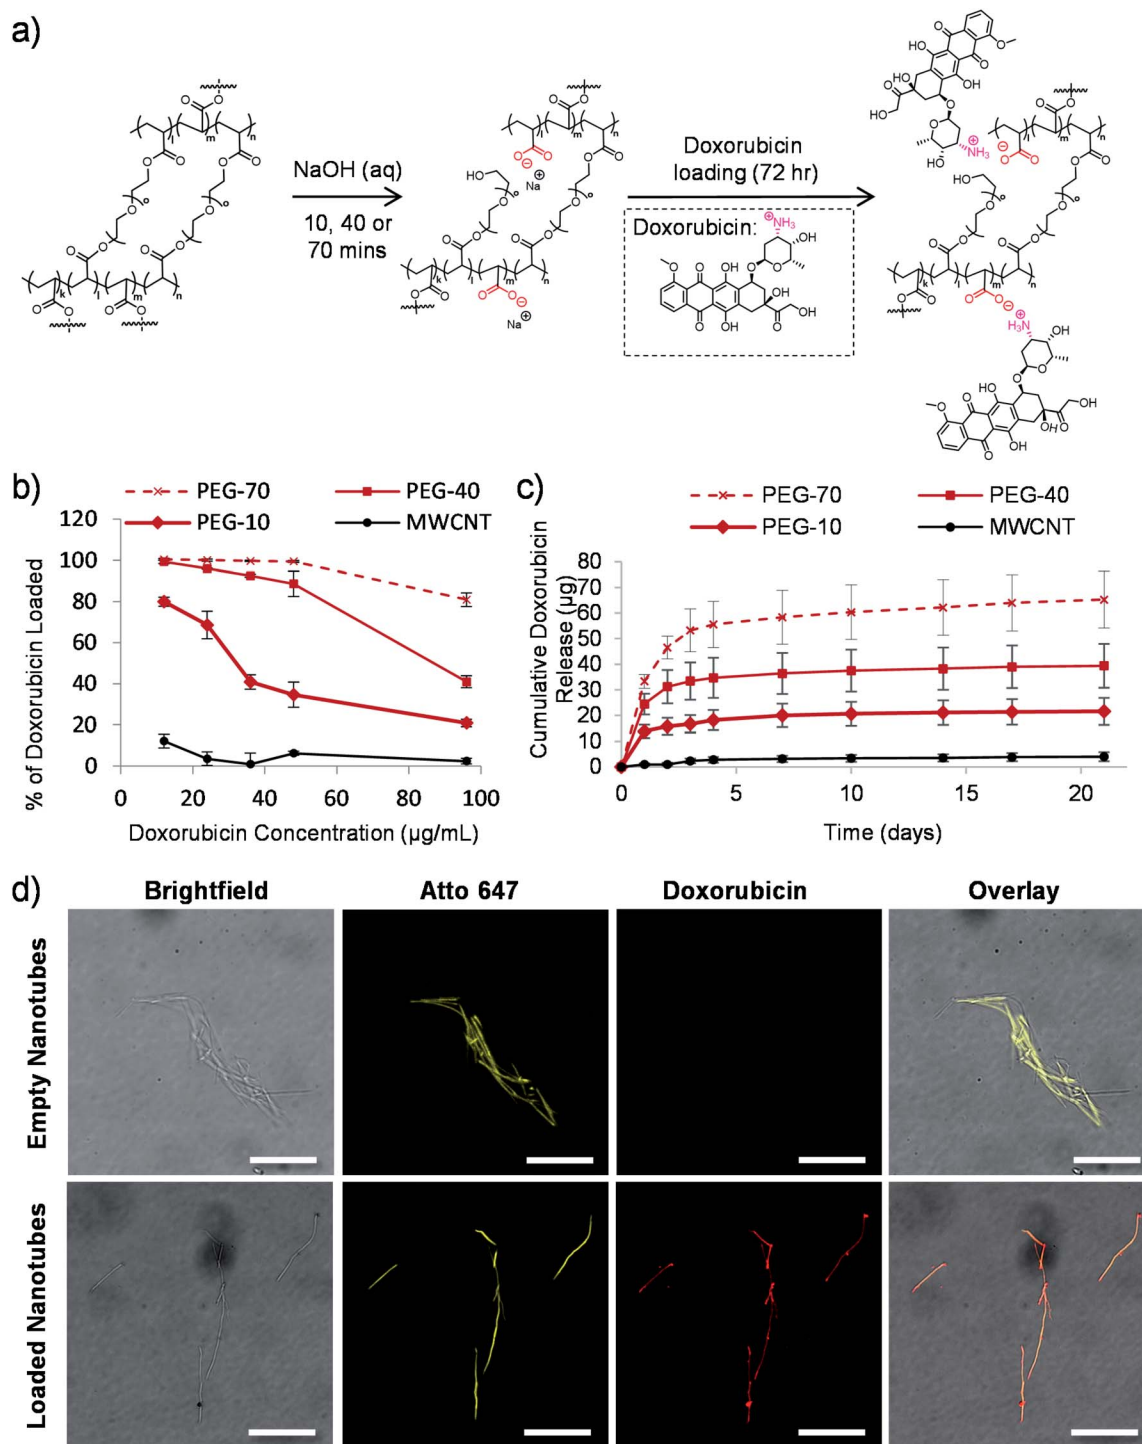 a)
NaOH (aq)
10, 40 or
70 mins
Doxorubicin
loading (72 hr)
Doxorubicin:
b)
PEG-70
PEG-40
PEG-10
MWCNT
% of Doxorubicin Loaded
120
100
80
60
40
20
0
0 20 40 60 80 100
Doxorubicin Concentration (µg/mL)
c)
PEG-70
PEG-40
PEG-10
MWCNT
Cumulative Doxorubicin
Release (µg)
80
70
60
50
40
30
20
10
0
0 5 10 15 20
Time (days)
d)
Brightfield Atto 647 Doxorubicin Overlay
Empty Nanotubes
Loaded Nanotubes